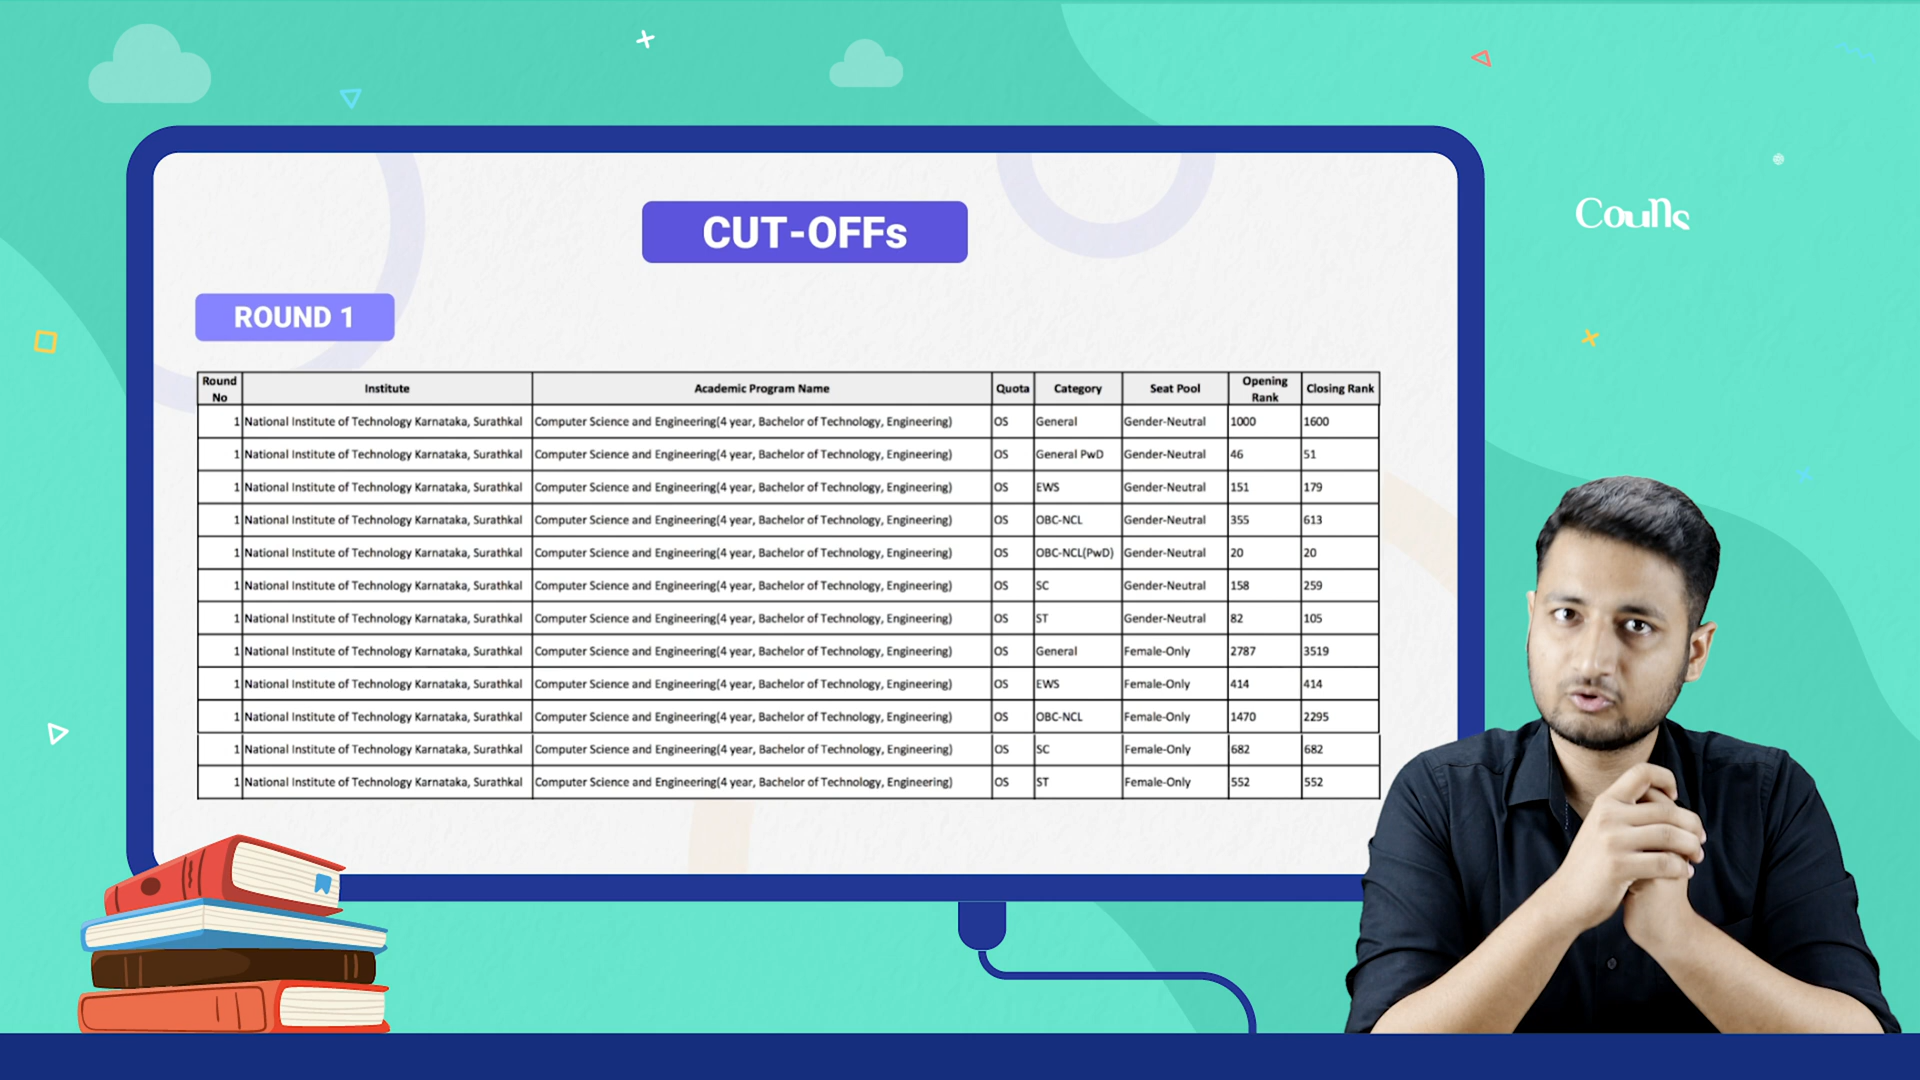 Couns
CUT-OFFs
ROUND 1
Round No Institute Academic Program Name Quota Category Seat Pool Opening Rank Closing Rank
1 National Institute of Technology Karnataka, Surathkal Computer Science and Engineering(4 year, Bachelor of Technology, Engineering) OS General Gender-Neutral 1000 1600
1 National Institute of Technology Karnataka, Surathkal Computer Science and Engineering(4 year, Bachelor of Technology, Engineering) OS General PwD Gender-Neutral 46 51
1 National Institute of Technology Karnataka, Surathkal Computer Science and Engineering(4 year, Bachelor of Technology, Engineering) OS EWS Gender-Neutral 151 179
1 National Institute of Technology Karnataka, Surathkal Computer Science and Engineering(4 year, Bachelor of Technology, Engineering) OS OBC-NCL Gender-Neutral 355 613
1 National Institute of Technology Karnataka, Surathkal Computer Science and Engineering(4 year, Bachelor of Technology, Engineering) OS OBC-NCL(PwD) Gender-Neutral 20 20
1 National Institute of Technology Karnataka, Surathkal Computer Science and Engineering(4 year, Bachelor of Technology, Engineering) OS SC Gender-Neutral 158 259
1 National Institute of Technology Karnataka, Surathkal Computer Science and Engineering(4 year, Bachelor of Technology, Engineering) OS ST Gender-Neutral 82 105
1 National Institute of Technology Karnataka, Surathkal Computer Science and Engineering(4 year, Bachelor of Technology, Engineering) OS General Female-Only 2787 3519
1 National Institute of Technology Karnataka, Surathkal Computer Science and Engineering(4 year, Bachelor of Technology, Engineering) OS EWS Female-Only 414 414
1 National Institute of Technology Karnataka, Surathkal Computer Science and Engineering(4 year, Bachelor of Technology, Engineering) OS OBC-NCL Female-Only 1470 2295
1 National Institute of Technology Karnataka, Surathkal Computer Science and Engineering(4 year, Bachelor of Technology, Engineering) OS SC Female-Only 682 682
1 National Institute of Technology Karnataka, Surathkal Computer Science and Engineering(4 year, Bachelor of Technology, Engineering) OS ST Female-Only 552 552